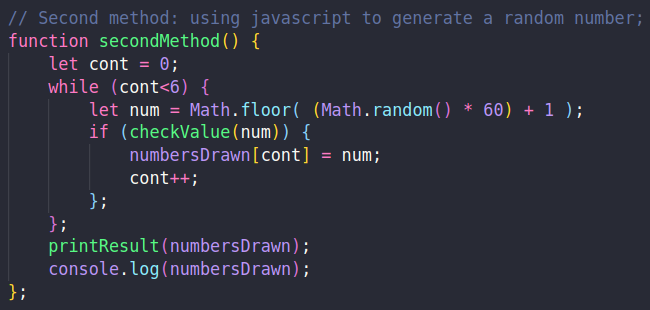 // Second method: using javascript to generate a random number;
function secondMethod() {
    let cont = 0;
    while (cont<6) {
        let num = Math.floor( (Math.random() * 60) + 1 );
        if (checkValue(num)) {
            numbersDrawn[cont] = num;
            cont++;
        };
    };
    printResult(numbersDrawn);
    console.log(numbersDrawn);
};